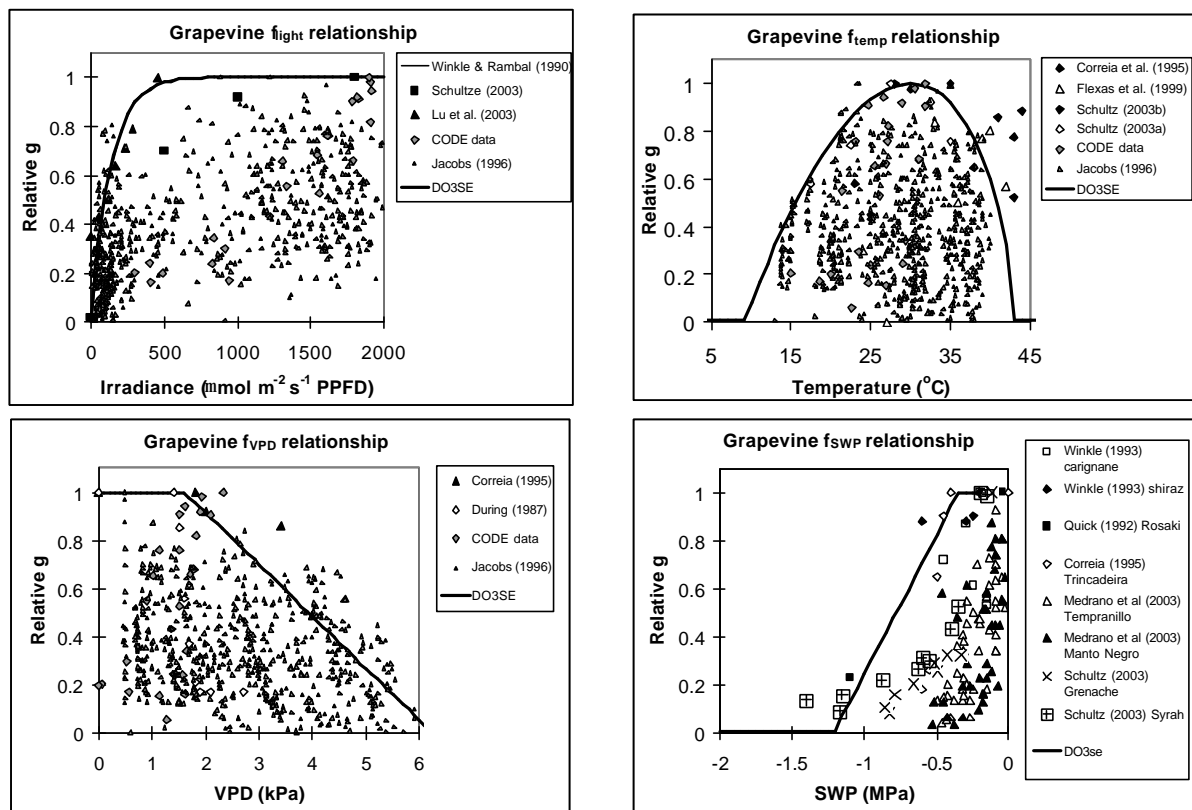 Grapevine flight relationship
Relative g
1
0.8
0.6
0.4
0.2
0
0 500 1000 1500 2000
Irradiance (mmol m-2 s-1 PPFD)
Winkle & Rambal (1990)
Schultze (2003)
Lu et al. (2003)
CODE data
Jacobs (1996)
DO3SE
Grapevine ftemp relationship
Relative g
1
0.8
0.6
0.4
0.2
0
5 15 25 35 45
Temperature (oC)
Correia et al. (1995)
Flexas et al. (1999)
Schultz (2003b)
Schultz (2003a)
CODE data
Jacobs (1996)
DO3SE
Grapevine fVPD relationship
Relative g
1
0.8
0.6
0.4
0.2
0
0 1 2 3 4 5 6
VPD (kPa)
Correia (1995)
During (1987)
CODE data
Jacobs (1996)
DO3SE
Grapevine fSWP relationship
Relative g
1
0.8
0.6
0.4
0.2
0
-2 -1.5 -1 -0.5 0
SWP (MPa)
Winkle (1993)
carignane
Winkle (1993) shiraz
Quick (1992) Rosaki
Correia (1995)
Trincadeira
Medrano et al (2003)
Tempranillo
Medrano et al (2003)
Manto Negro
Schultz (2003)
Grenache
Schultz (2003) Syrah
DO3se